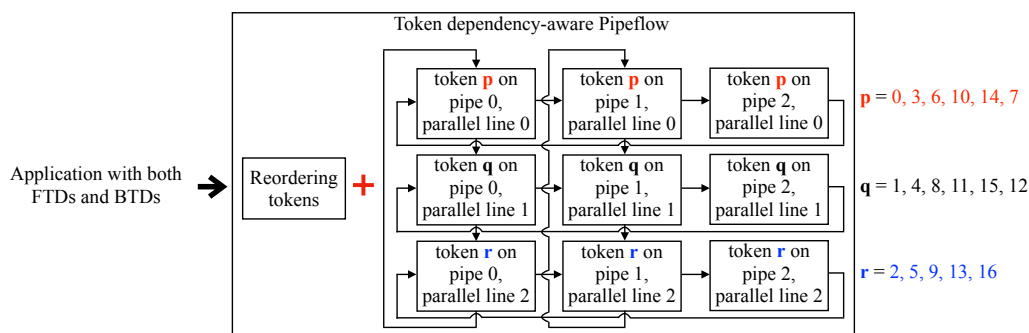 Token dependency-aware Pipeflow
Application with both
FTDs and BTDs
Reordering
tokens
+
token p on
pipe 0,
parallel line 0
token p on
pipe 1,
parallel line 0
token p on
pipe 2,
parallel line 0
p = 0, 3, 6, 10, 14, 7
token q on
pipe 0,
parallel line 1
token q on
pipe 1,
parallel line 1
token q on
pipe 2,
parallel line 1
q = 1, 4, 8, 11, 15, 12
token r on
pipe 0,
parallel line 2
token r on
pipe 1,
parallel line 2
token r on
pipe 2,
parallel line 2
r = 2, 5, 9, 13, 16